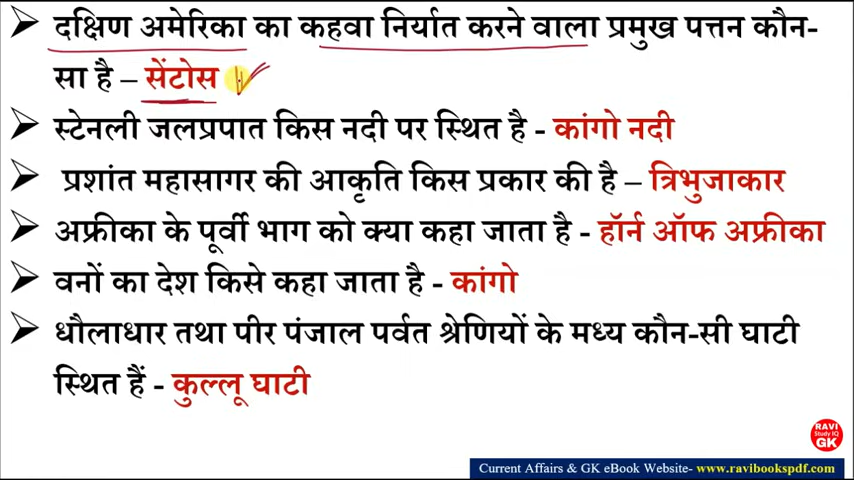 ➢ दक्षिण अमेरिका का कहवा निर्यात करने वाला प्रमुख पत्तन कौन-
सा है – सेंटोस
➢ स्टेनली जलप्रपात किस नदी पर स्थित है - कांगो नदी
➢ प्रशांत महासागर की आकृति किस प्रकार की है – त्रिभुजाकार
➢ अफ्रीका के पूर्वी भाग को क्या कहा जाता है - हॉर्न ऑफ अफ्रीका
➢ वनों का देश किसे कहा जाता है - कांगो
➢ धौलाधार तथा पीर पंजाल पर्वत श्रेणियों के मध्य कौन-सी घाटी
स्थित हैं - कुल्लू घाटी
RAVI
Study IQ
GK
Current Affairs & GK eBook Website- www.ravibookspdf.com